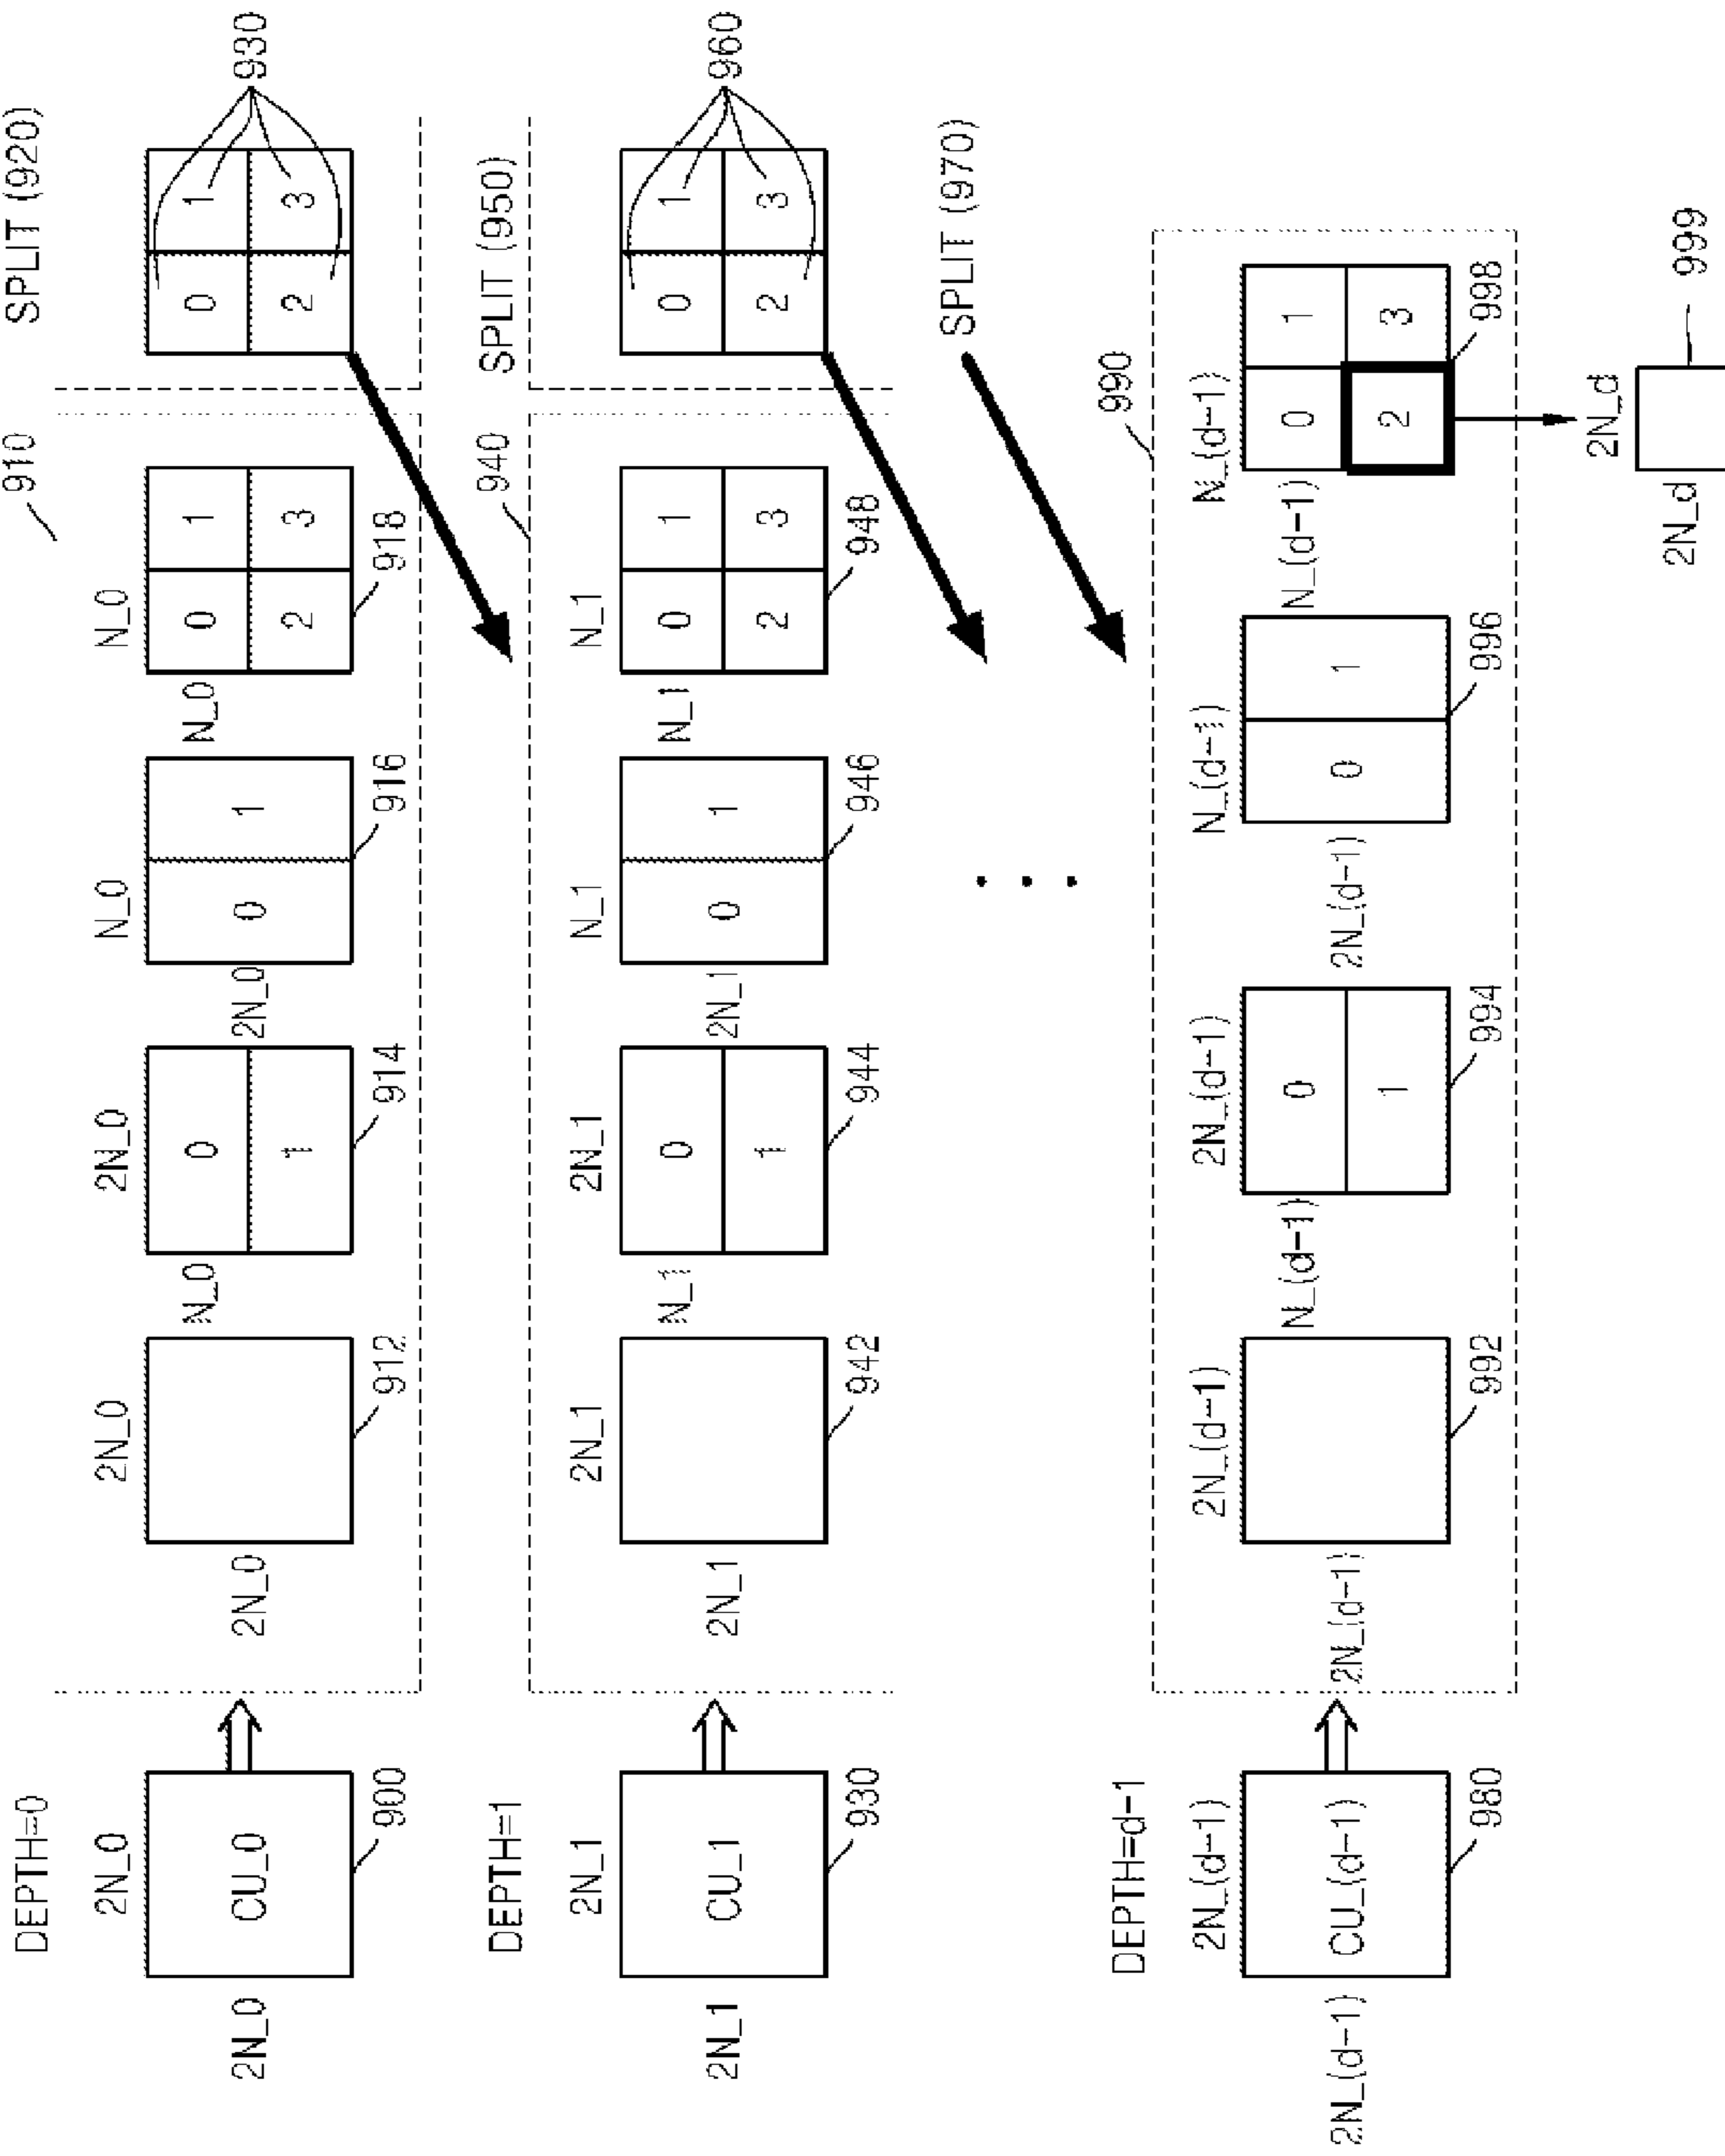 DEPTH=0
2N_0
2N_0
CU_0
900
910
2N_0
2N_0
912
2N_0
N_0
0
1
914
N_0
2N_0
0
1
916
N_0
N_0
0
1
2
3
918
SPLIT (920)
0
1
2
3
930
DEPTH=1
2N_1
2N_1
CU_1
930
940
2N_1
2N_1
942
2N_1
N_1
0
1
944
N_1
2N_1
0
1
946
N_1
N_1
0
1
2
3
948
SPLIT (950)
0
1
2
3
960
SPLIT (970)
DEPTH=d-1
2N_(d-1)
2N_(d-1)
CU_(d-1)
980
990
2N_(d-1)
2N_(d-1)
992
2N_(d-1)
N_(d-1)
0
1
994
N_(d-1)
2N_(d-1)
0
1
996
N_(d-1)
N_(d-1)
0
1
2
3
998
2N_d
2N_d
999